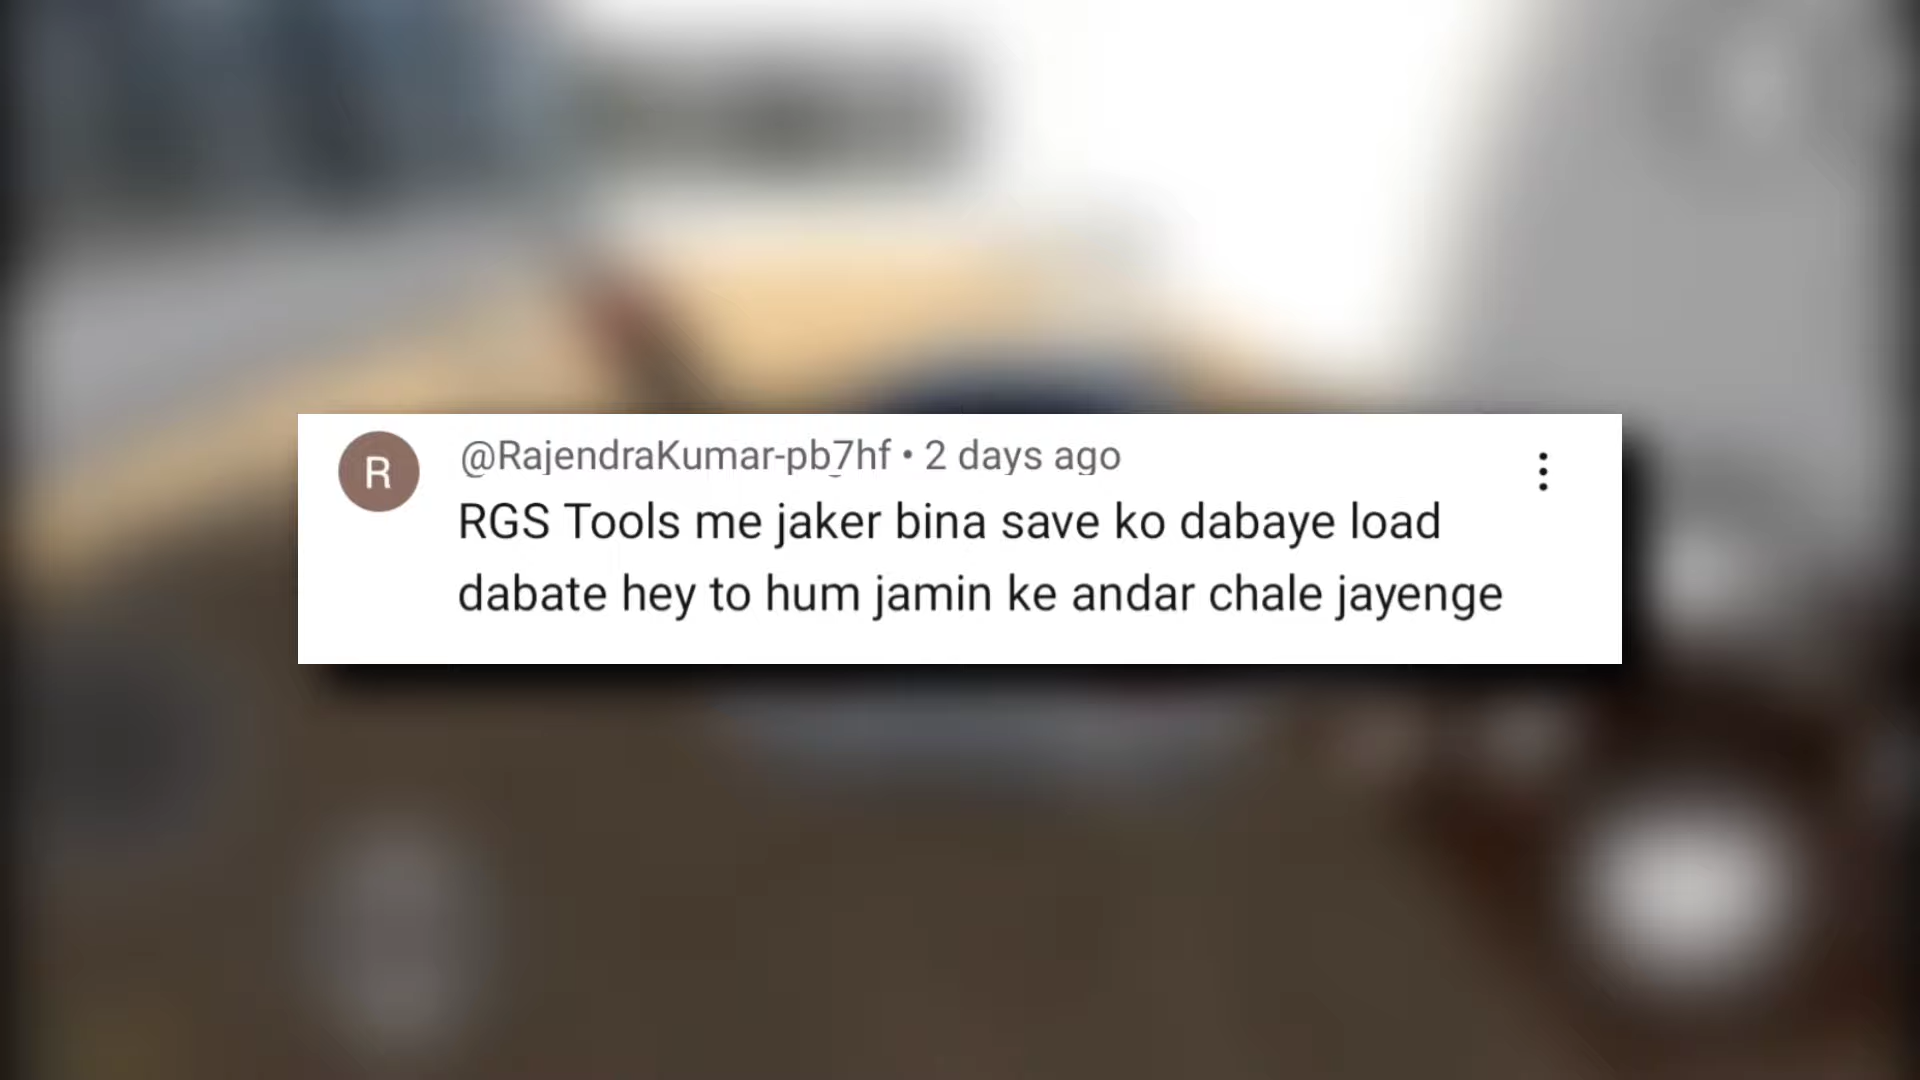 R
@RajendraKumar-pb7hf • 2 days ago
RGS Tools me jaker bina save ko dabaye load
dabate hey to hum jamin ke andar chale jayenge